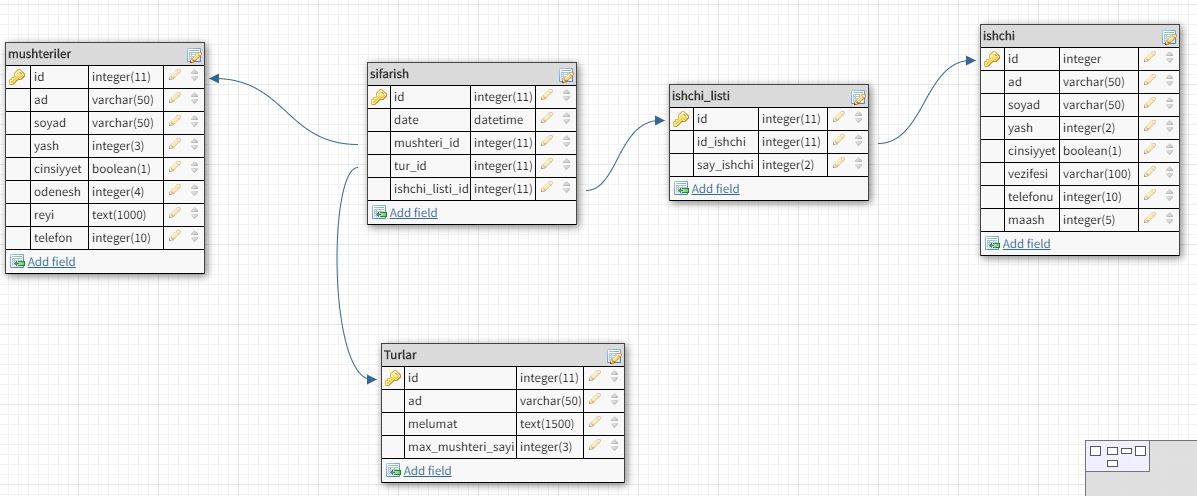 mushteriler
id integer(11)
ad varchar(50)
soyad varchar(50)
yash integer(3)
cinsiyyet boolean(1)
odenesh integer(4)
reyi text(1000)
telefon integer(10)
Add field
sifarish
id integer(11)
date datetime
mushteri_id integer(11)
tur_id integer(11)
ishchi_listi_id integer(11)
Add field
ishchi_listi
id integer(11)
id_ishchi integer(11)
say_ishchi integer(2)
Add field
ishchi
id integer
ad varchar(50)
soyad varchar(50)
yash integer(2)
cinsiyyet boolean(1)
vezifesi varchar(100)
telefonu integer(10)
maash integer(5)
Add field
Turlar
id integer(11)
ad varchar(50)
melumat text(1500)
max_mushteri_sayi integer(3)
Add field